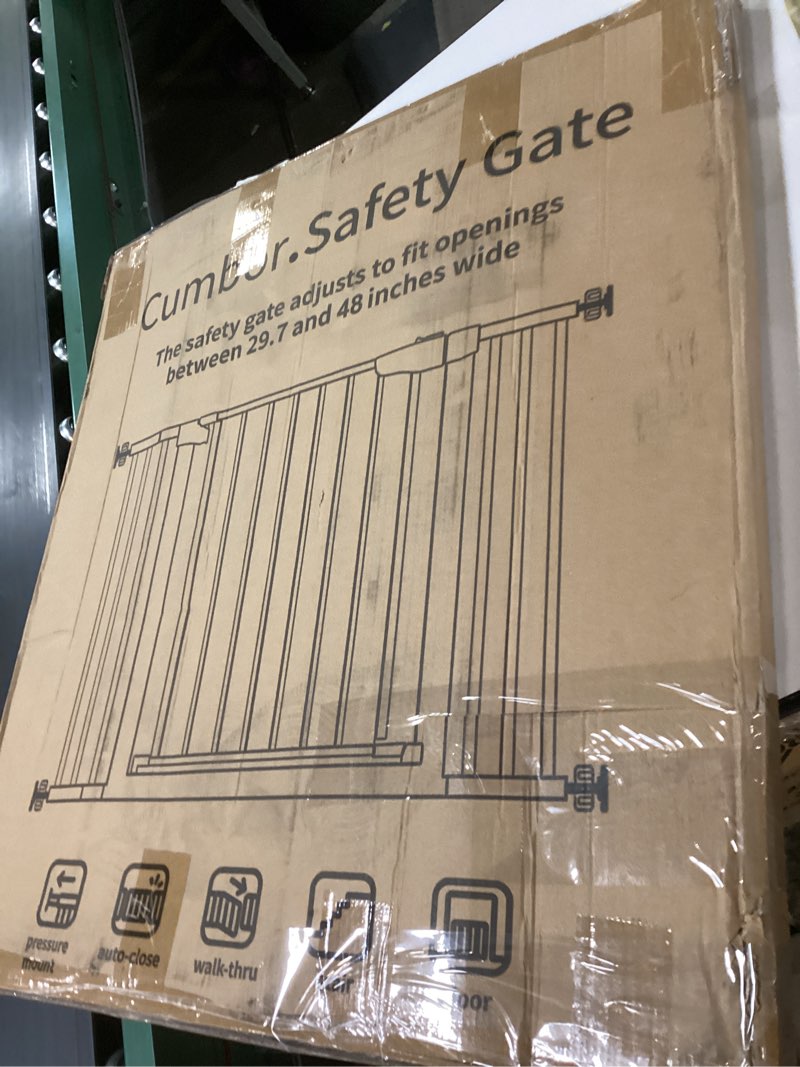 Cumbor. Safety Gate
The safety gate adjusts to fit openings
between 29.7 and 48 inches wide
pressure
mount
auto-close
walk-thru